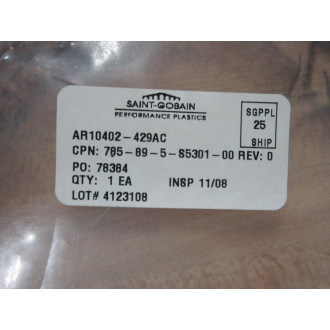 SAINT-GOBAIN
PERFORMANCE PLASTICS
SGPPL
25
SHIP
AR10402-429AC
CPN: 785-89-5-S5301-00 REV: 0
PO: 78384
QTY: 1 EA INSP 11/08
LOT# 4123108